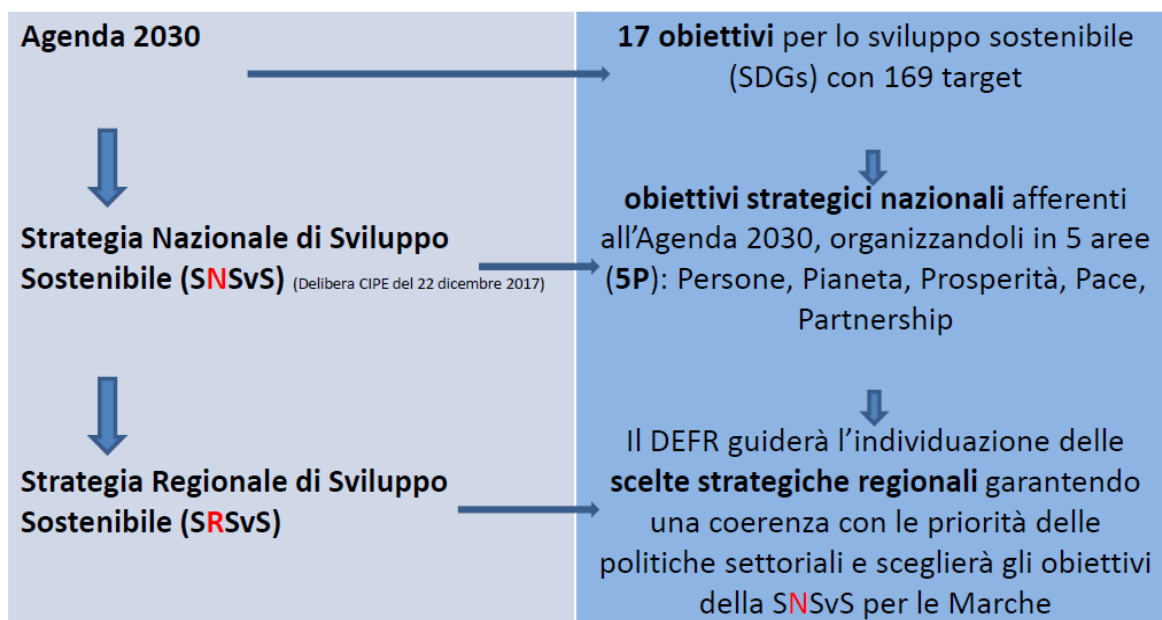 Agenda 2030
17 obiettivi per lo sviluppo sostenibile
(SDGs) con 169 target
Strategia Nazionale di Sviluppo
Sostenibile (SNSvS) (Delibera CIPE del 22 dicembre 2017)
obiettivi strategici nazionali afferenti
all’Agenda 2030, organizzandoli in 5 aree
(5P): Persone, Pianeta, Prosperità, Pace,
Partnership
Strategia Regionale di Sviluppo
Sostenibile (SRSvS)
Il DEFR guiderà l’individuazione delle
scelte strategiche regionali garantendo
una coerenza con le priorità delle
politiche settoriali e sceglierà gli obiettivi
della SNSvS per le Marche